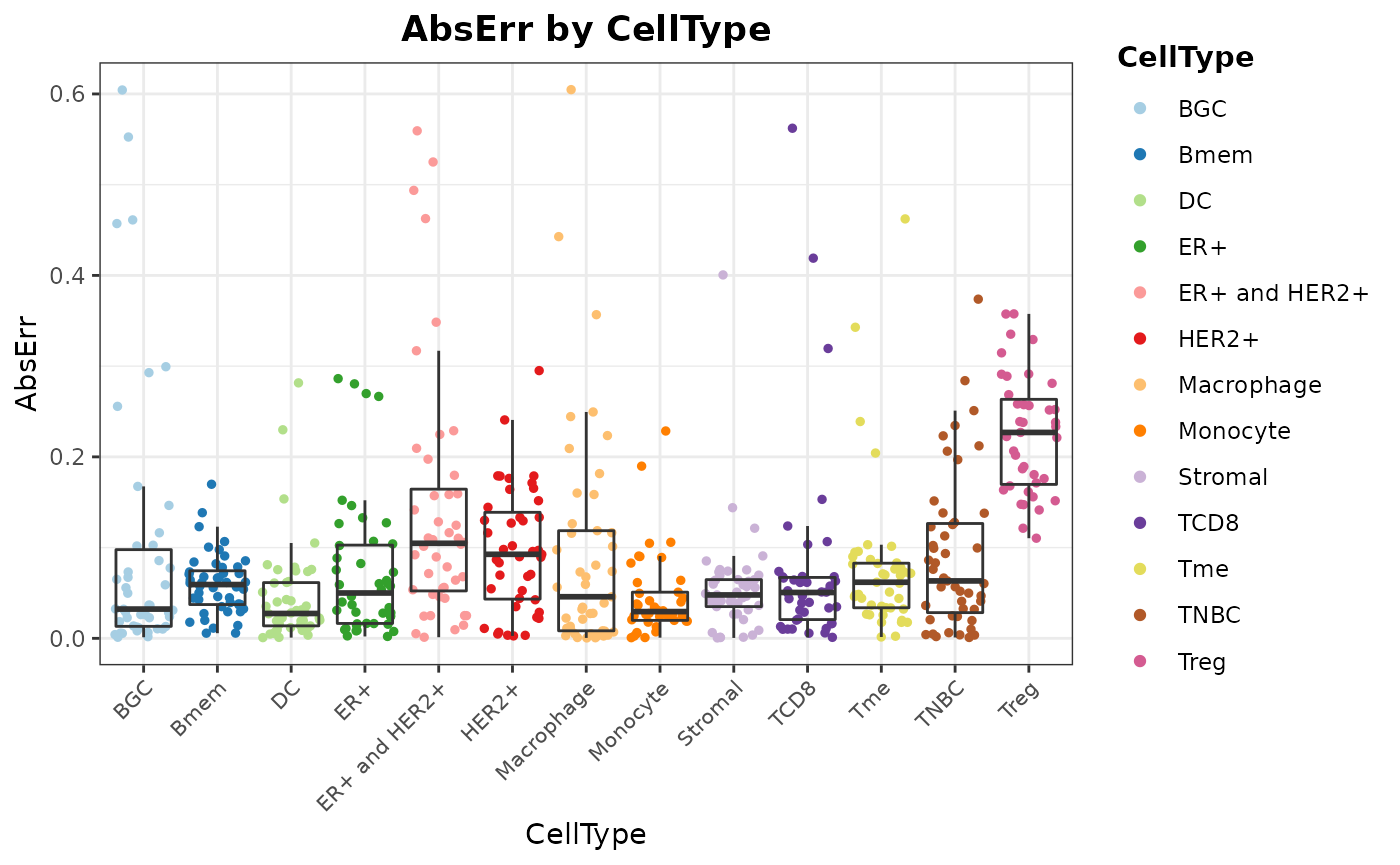 AbsErr by CellType
AbsErr
0.6
0.4
0.2
0.0
BGC
Bmem
DC
ER+
ER+ and HER2+
HER2+
Macrophage
Monocyte
Stromal
TCD8
Tme
TNBC
Treg
CellType
CellType
BGC
Bmem
DC
ER+
ER+ and HER2+
HER2+
Macrophage
Monocyte
Stromal
TCD8
Tme
TNBC
Treg